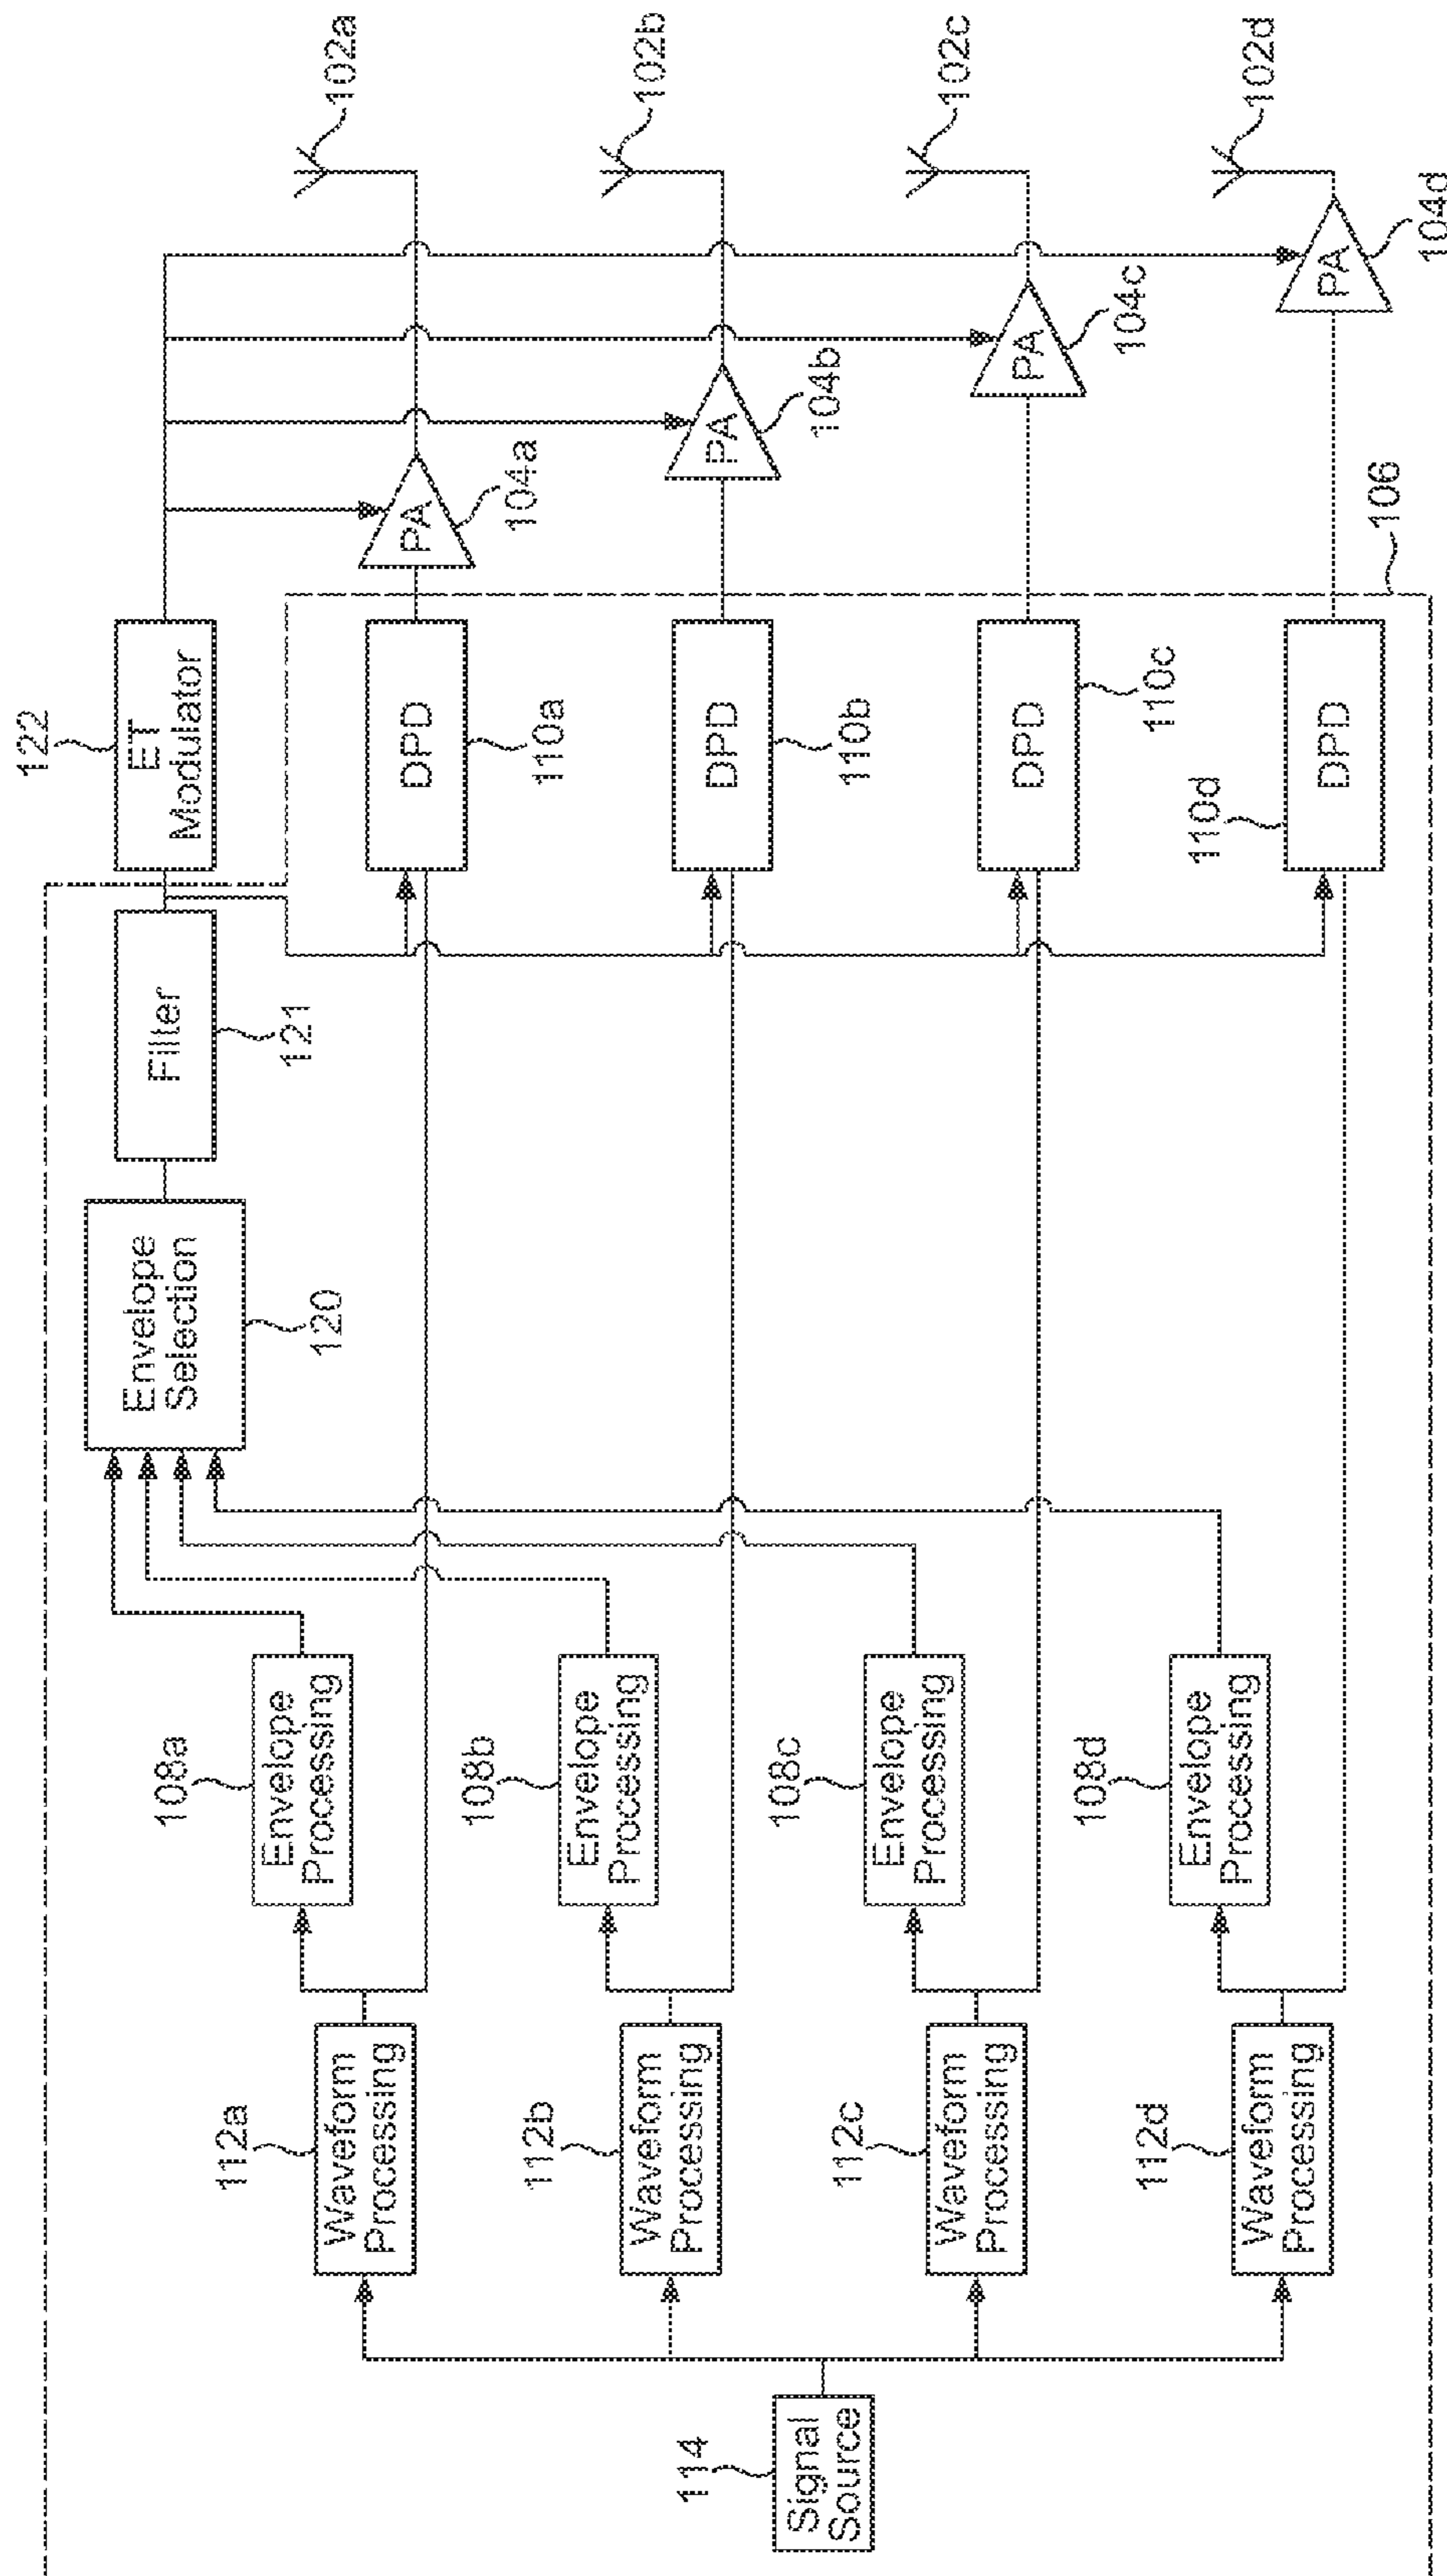 114
Signal
Source
112a
Waveform
Processing
112b
Waveform
Processing
112c
Waveform
Processing
112d
Waveform
Processing
108a
Envelope
Processing
108b
Envelope
Processing
108c
Envelope
Processing
108d
Envelope
Processing
Envelope
Selection
120
Filter
121
122
ET
Modulator
DPD
110a
DPD
110b
DPD
110c
110d
DPD
106
PA
104a
PA
104b
PA
104c
PA
104d
102a
102b
102c
102d